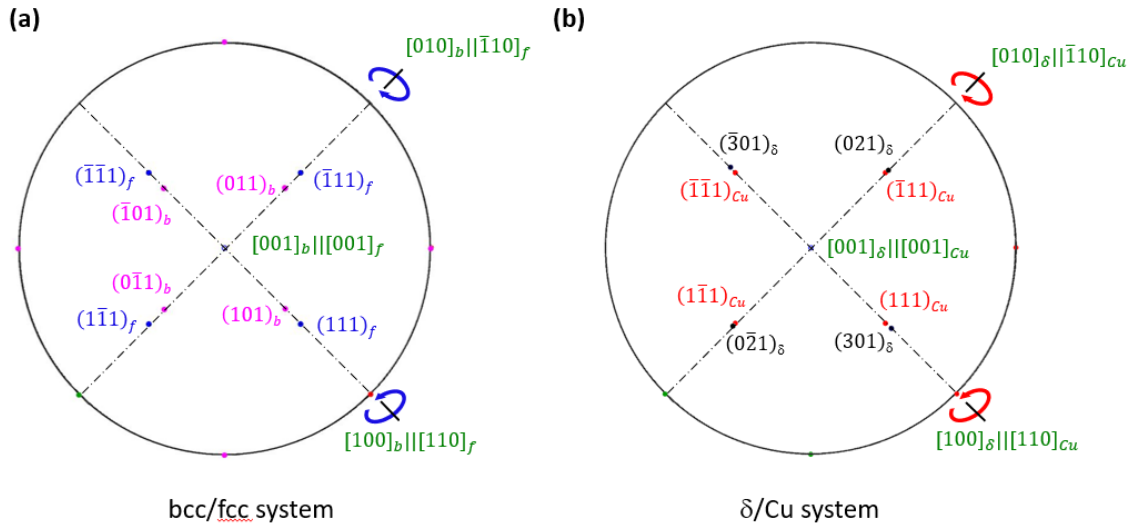 (a)
[010]b||1̅10]f
(1̅1̅1)f
(011)b
(1̅11)f
(1̅01)b
[001]b||[001]f
(01̅1)b
(11̅1)f
(101)b
(111)f
[100]b||[110]f
bcc/fcc system
(b)
[010]δ||1̅10]Cu
(3̅01)δ
(021)δ
(1̅1̅1)Cu
(1̅11)Cu
[001]δ||[001]Cu
(11̅1)Cu
(111)Cu
(02̅1)δ
(301)δ
[100]δ||[110]Cu
δ/Cu system